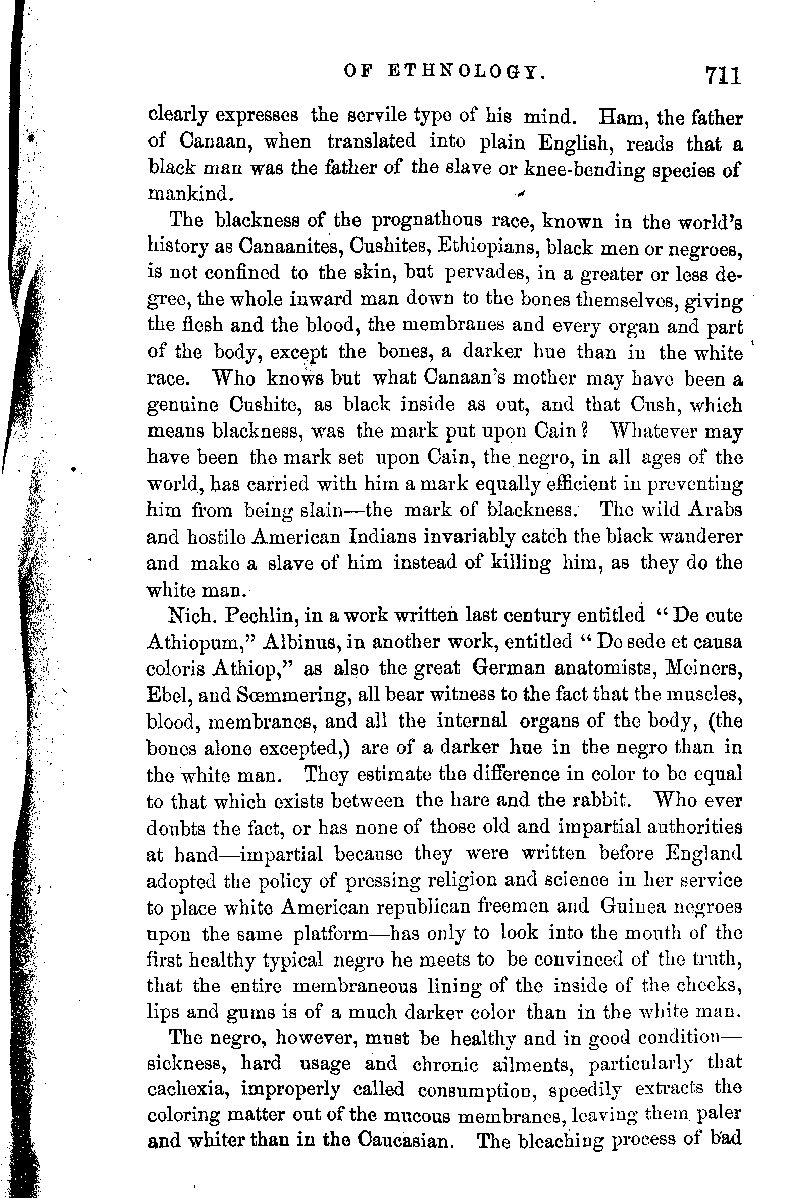 OF ETHNOLOGY. 711
clearly expresses the servile type of his mind. Ham, the father
of Canaan, when translated into plain English, reads that a
black man was the father of the slave or knee-bending species of
mankind.
The blackness of the prognathous race, known in the world's
history as Canaanites, Cushites, Ethiopians, black men or negroes,
is not confined to the skin, but pervades, in a greater or less de-
gree, the whole inward man down to the bones themselves, giving
the flesh and the blood, the membranes and every organ and part
of the body, except the bones, a darker hue than in the white
race. Who knows but what Canaan's mother may have been a
genuine Cushite, as black inside as out, and that Cush, which
means blackness, was the mark put upon Cain? Whatever may
have been the mark set upon Cain, the negro, in all ages of the
world, has carried with him a mark equally efficient in preventing
him from being slain—the mark of blackness. The wild Arabs
and hostile American Indians invariably catch the black wanderer
and make a slave of him instead of killing him, as they do the
white man.
Nich. Pechlin, in a work written last century entitled "De cute
Athiopum," Albinus, in another work, entitled "De sede et causa
coloris Athiop," as also the great German anatomists, Meiners,
Ebel, and Sœmmering, all bear witness to the fact that the muscles,
blood, membranes, and all the internal organs of the body, (the
bones alone excepted,) are of a darker hue in the negro than in
the white man. They estimate the difference in color to be equal
to that which exists between the hare and the rabbit. Who ever
doubts the fact, or has none of those old and impartial authorities
at hand—impartial because they were written before England
adopted the policy of pressing religion and science in her service
to place white American republican freemen and Guinea negroes
upon the same platform—has only to look into the mouth of the
first healthy typical negro he meets to be convinced of the truth,
that the entire membraneous lining of the inside of the cheeks,
lips and gums is of a much darker color than in the white man.
The negro, however, must be healthy and in good condition—
sickness, hard usage and chronic ailments, particularly that
cachexia, improperly called consumption, speedily extracts the
coloring matter out of the mucous membranes, leaving them paler
and whiter than in the Caucasian. The bleaching process of bad